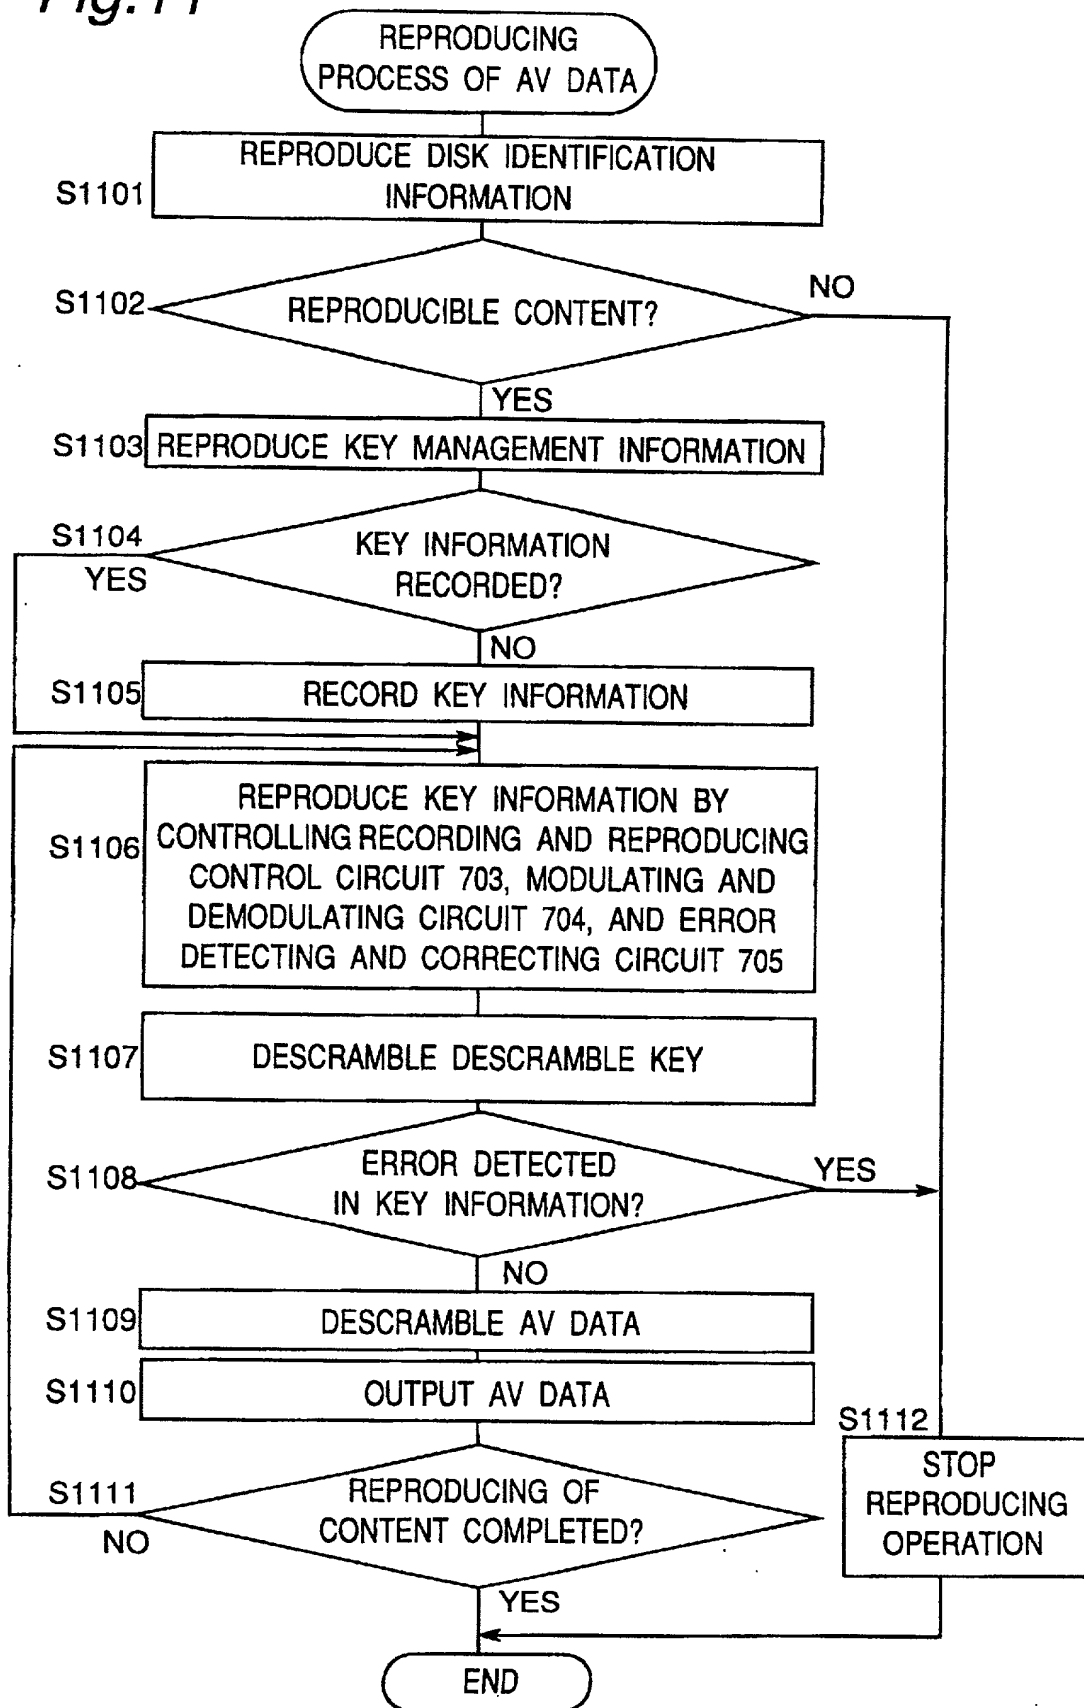 Fig.11
REPRODUCING
PROCESS OF AV DATA
REPRODUCE DISK IDENTIFICATION
INFORMATION
S1101
S1102
REPRODUCIBLE CONTENT?
NO
YES
S1103
REPRODUCE KEY MANAGEMENT INFORMATION
S1104
YES
KEY INFORMATION
RECORDED?
NO
S1105
RECORD KEY INFORMATION
S1106
REPRODUCE KEY INFORMATION BY
CONTROLLING RECORDING AND REPRODUCING
CONTROL CIRCUIT 703, MODULATING AND
DEMODULATING CIRCUIT 704, AND ERROR
DETECTING AND CORRECTING CIRCUIT 705
S1107
DESCRAMBLE DESCRAMBLE KEY
S1108
ERROR DETECTED
IN KEY INFORMATION?
YES
NO
S1109
DESCRAMBLE AV DATA
S1110
OUTPUT AV DATA
S1111
NO
REPRODUCING OF
CONTENT COMPLETED?
YES
S1112
STOP
REPRODUCING
OPERATION
END